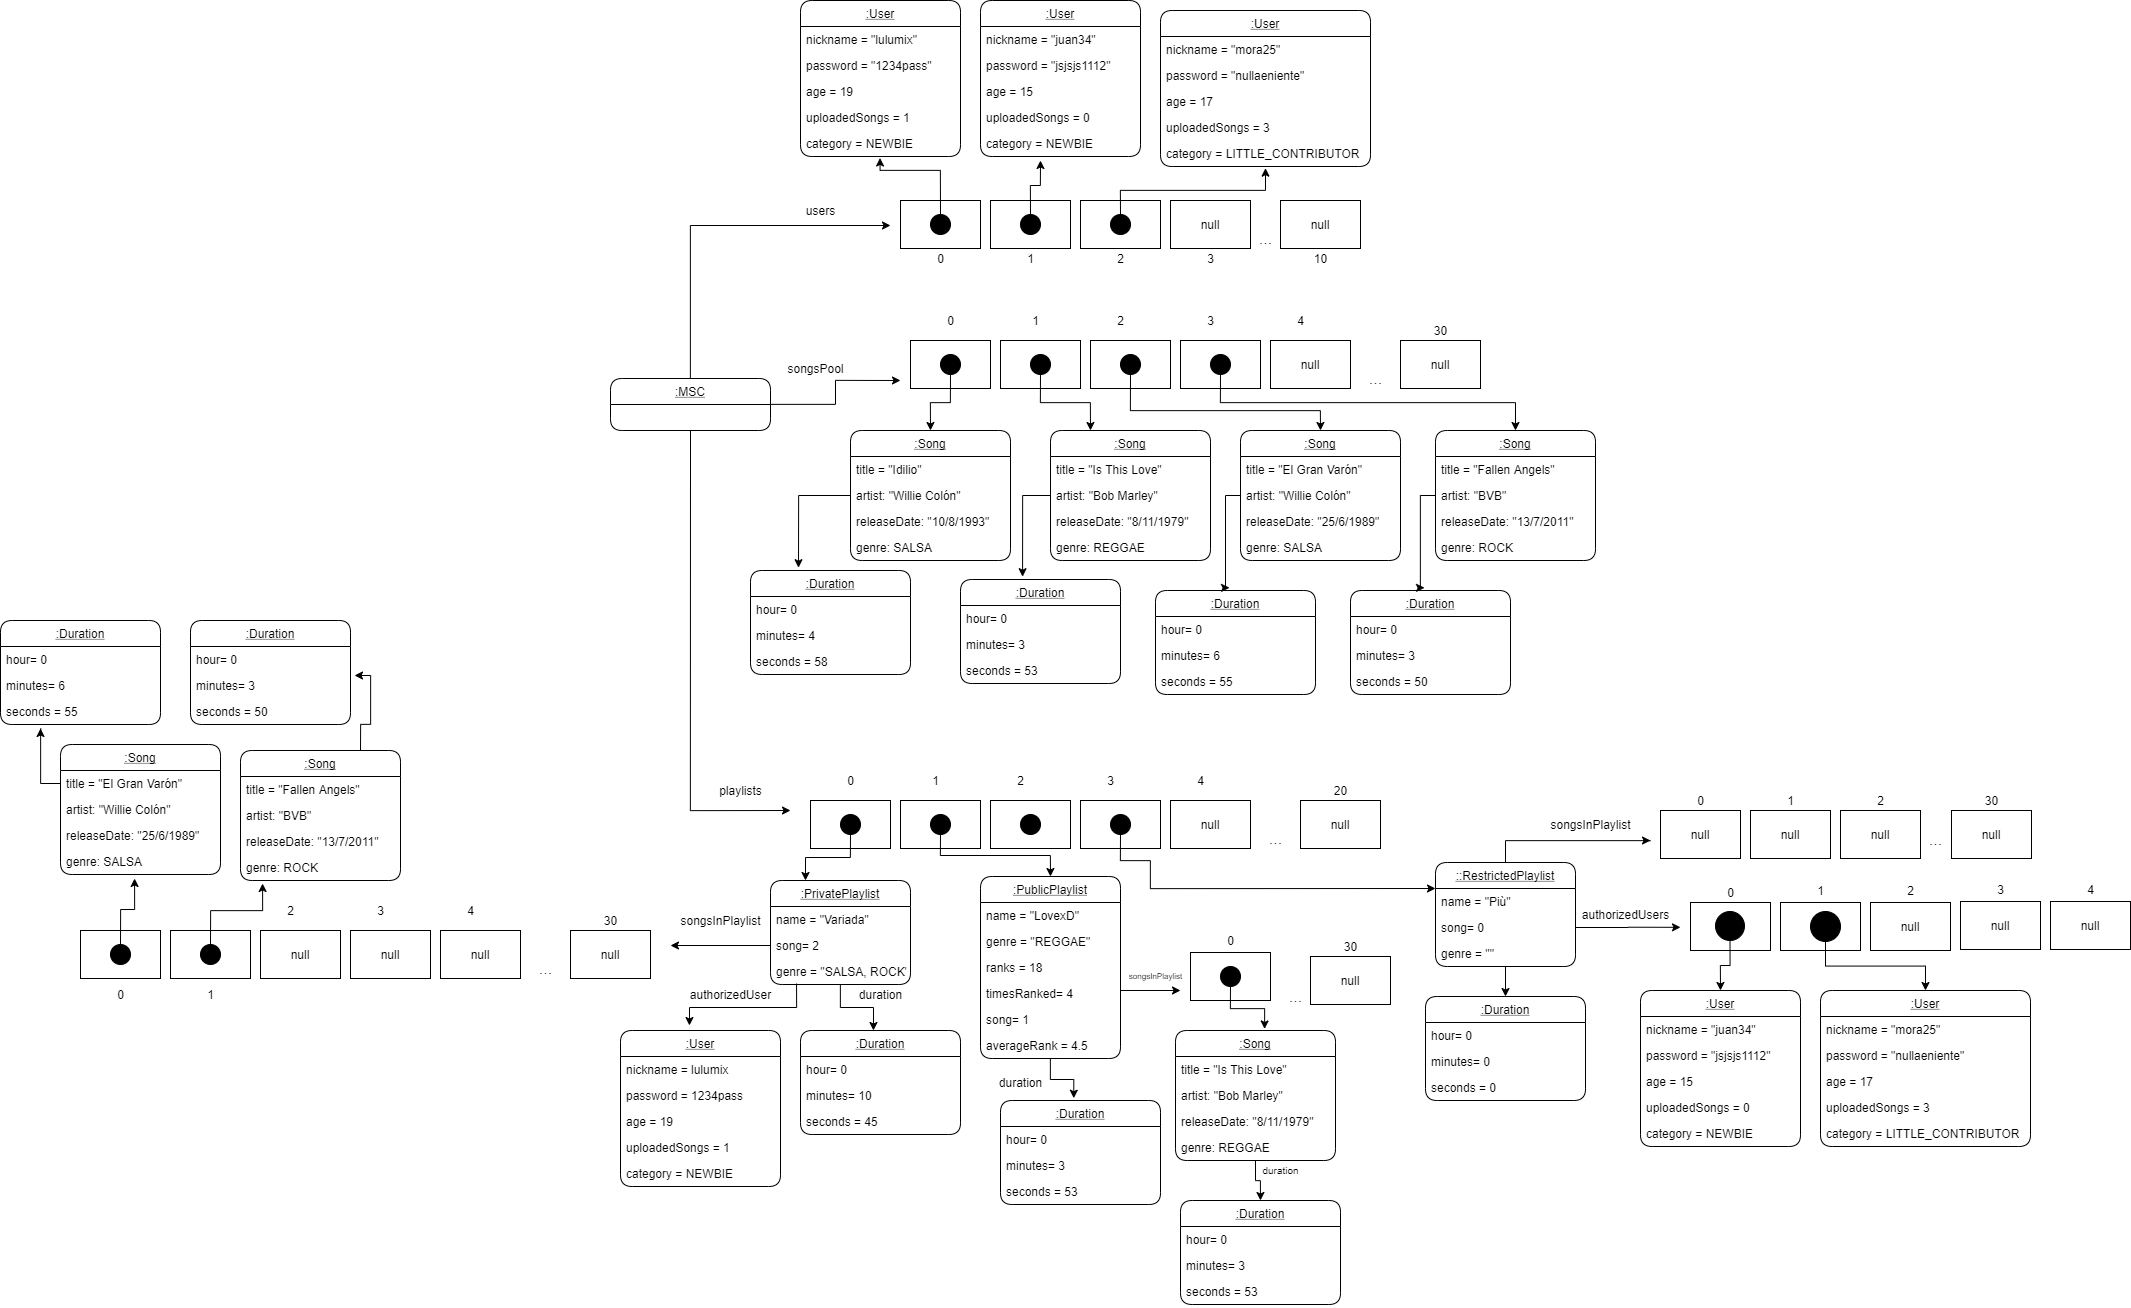 :User
nickname = "lulumix"
password = "1234pass"
age = 19
uploadedSongs = 1
category = NEWBIE
:User
nickname = "juan34"
password = "jsjsjs1112"
age = 15
uploadedSongs = 0
category = NEWBIE
:User
nickname = "mora25"
password = "nullaeniente"
age = 17
uploadedSongs = 3
category = LITTLE_CONTRIBUTOR
users
null
...
null
0
1
2
3
10
0
1
2
3
4
30
songsPool
null
...
null
:MSC
:Song
title = "Idilio"
artist: "Willie Colón"
releaseDate: "10/8/1993"
genre: SALSA
:Song
title = "Is This Love"
artist: "Bob Marley"
releaseDate: "8/11/1979"
genre: REGGAE
:Song
title = "El Gran Varón"
artist: "Willie Colón"
releaseDate: "25/6/1989"
genre: SALSA
:Song
title = "Fallen Angels"
artist: "BVB"
releaseDate: "13/7/2011"
genre: ROCK
:Duration
hour= 0
minutes= 4
seconds = 58
:Duration
hour= 0
minutes= 3
seconds = 53
:Duration
hour= 0
minutes= 6
seconds = 55
:Duration
hour= 0
minutes= 3
seconds = 50
:Duration
hour= 0
minutes= 6
seconds = 55
:Duration
hour= 0
minutes= 3
seconds = 50
:Song
title = "El Gran Varón"
artist: "Willie Colón"
releaseDate: "25/6/1989"
genre: SALSA
:Song
title = "Fallen Angels"
artist: "BVB"
releaseDate: "13/7/2011"
genre: ROCK
playlists
0
1
2
3
4
20
null
...
null
2
3
4
30
null
null
null
...
null
0
1
songsInPlaylist
:PrivatePlaylist
name = "Variada"
song= 2
genre = "SALSA, ROCK"
authorizedUser
duration
:User
nickname = lulumix
password = 1234pass
age = 19
uploadedSongs = 1
category = NEWBIE
:Duration
hour= 0
minutes= 10
seconds = 45
:PublicPlaylist
name = "LovexD"
genre = "REGGAE"
ranks = 18
timesRanked= 4
song= 1
averageRank = 4.5
duration
:Duration
hour= 0
minutes= 3
seconds = 53
songsInPlaylist
0
30
...
null
:Song
title = "Is This Love"
artist: "Bob Marley"
releaseDate: "8/11/1979"
genre: REGGAE
duration
:Duration
hour= 0
minutes= 3
seconds = 53
::RestrictedPlaylist
name = "Più"
song= 0
genre = ""
songsInPlaylist
0
1
2
30
null
null
null
...
null
authorizedUsers
0
1
2
3
4
null
null
null
:Duration
hour= 0
minutes= 0
seconds = 0
:User
nickname = "juan34"
password = "jsjsjs1112"
age = 15
uploadedSongs = 0
category = NEWBIE
:User
nickname = "mora25"
password = "nullaeniente"
age = 17
uploadedSongs = 3
category = LITTLE_CONTRIBUTOR